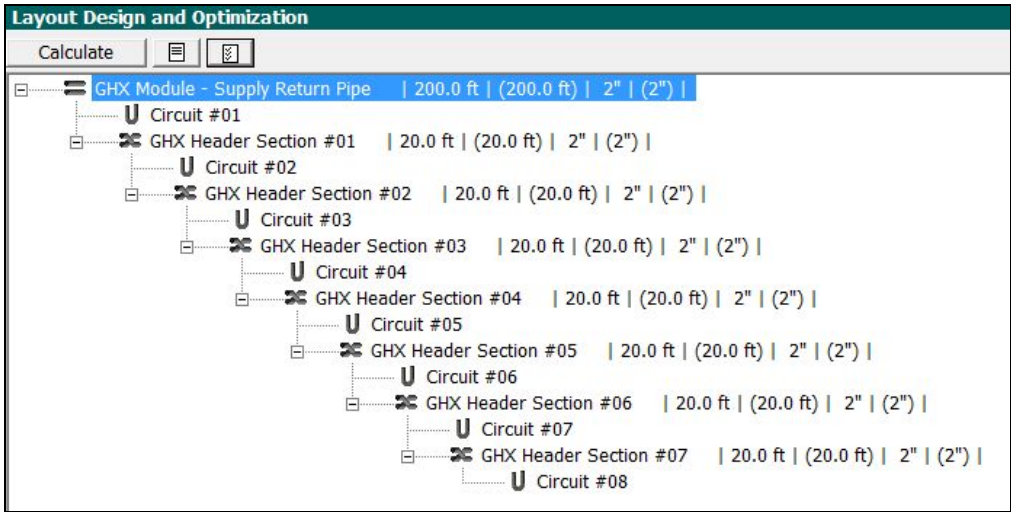 Layout Design and Optimization
Calculate
GHX Module - Supply Return Pipe | 200.0 ft | (200.0 ft) | 2" | (2") |
Circuit #01
GHX Header Section #01 | 20.0 ft | (20.0 ft) | 2" | (2") |
Circuit #02
GHX Header Section #02 | 20.0 ft | (20.0 ft) | 2" | (2") |
Circuit #03
GHX Header Section #03 | 20.0 ft | (20.0 ft) | 2" | (2") |
Circuit #04
GHX Header Section #04 | 20.0 ft | (20.0 ft) | 2" | (2") |
Circuit #05
GHX Header Section #05 | 20.0 ft | (20.0 ft) | 2" | (2") |
Circuit #06
GHX Header Section #06 | 20.0 ft | (20.0 ft) | 2" | (2") |
Circuit #07
GHX Header Section #07 | 20.0 ft | (20.0 ft) | 2" | (2") |
Circuit #08